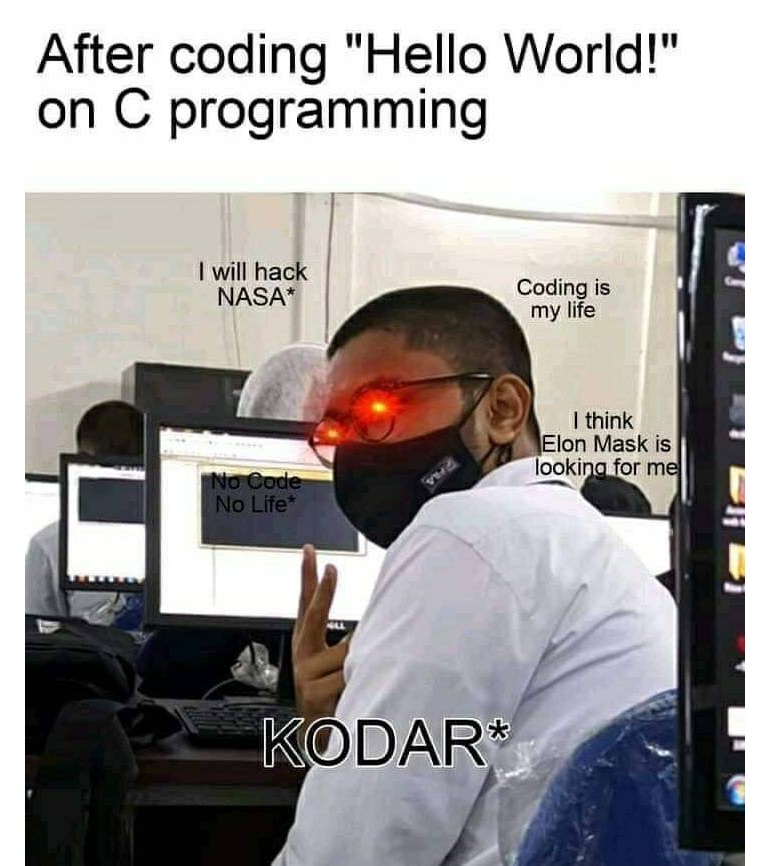 After coding "Hello World!"
on C programming
I will hack
NASA*
Coding is
my life
I think
Elon Mask is
looking for me
No Code
No Life*
KODAR*